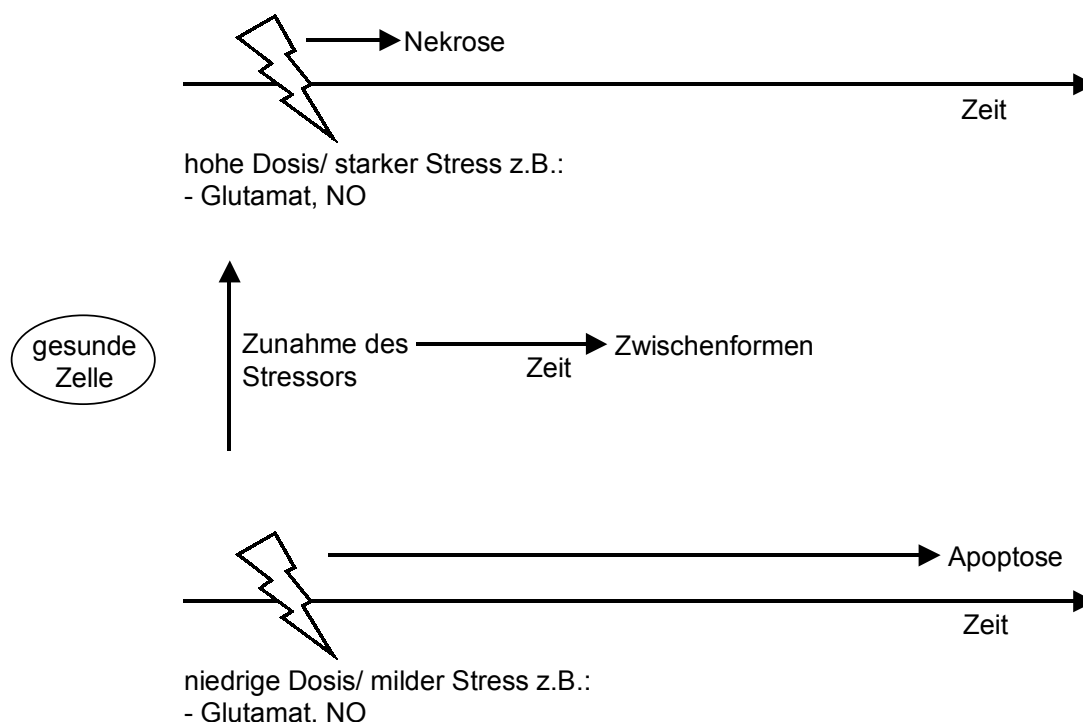 Nekrose
Zeit
hohe Dosis/ starker Stress z.B.:
- Glutamat, NO
gesunde
Zelle
Zunahme des
Stressors
Zeit
Zwischenformen
Apoptose
Zeit
niedrige Dosis/ milder Stress z.B.:
- Glutamat, NO